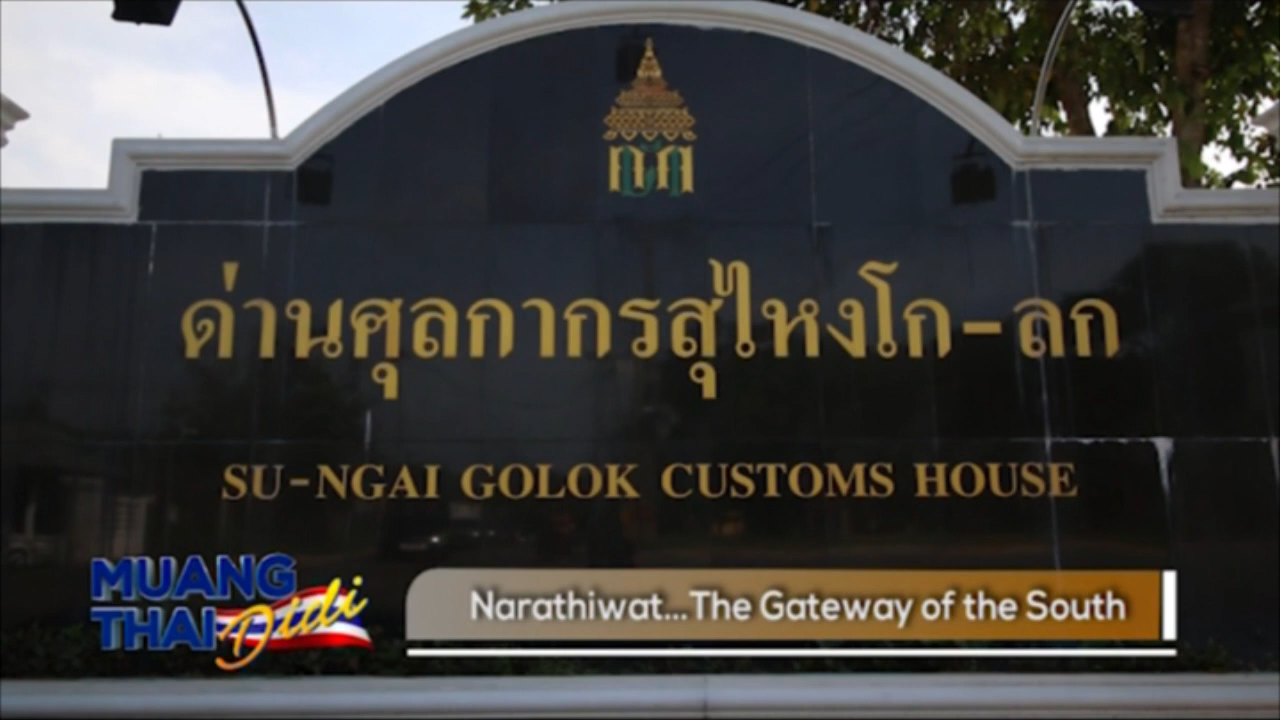 ด่านศุลกากรสุไหงโก-ลก
SU-NGAI GOLOK CUSTOMS HOUSE
MUANG THAI Didi
Narathiwat...The Gateway of the South